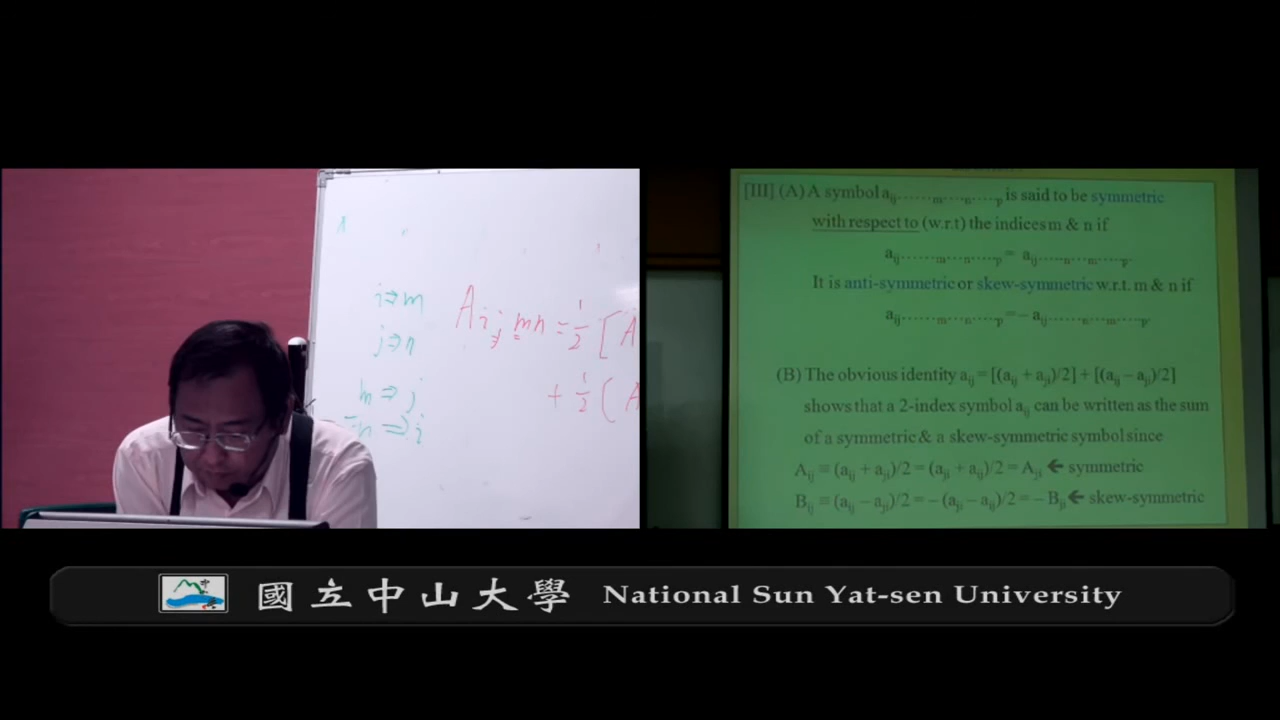 i ⇒ m
j ⇒ n
m ⇒ j
n ⇒ i
A i j mn = 1/2 [ A
+ 1/2 ( A
[III] (A) A symbol a_ij......m....n.....p is said to be symmetric
with respect to (w.r.t) the indices m & n if
a_ij......m....n....p = a_ij.....n...m....p.
It is anti-symmetric or skew-symmetric w.r.t. m & n if
a_ij......m...n.....p = − a_ij......n...m....p.
(B) The obvious identity a_ij = [(a_ij + a_ji)/2] + [(a_ij − a_ji)/2]
shows that a 2-index symbol a_ij can be written as the sum
of a symmetric & a skew-symmetric symbol since
A_ij ≡ (a_ij + a_ji)/2 = (a_ji + a_ij)/2 = A_ji ← symmetric
B_ij ≡ (a_ij − a_ji)/2 = − (a_ji − a_ij)/2 = − B_ji ← skew-symmetric
國立中山大學 National Sun Yat-sen University